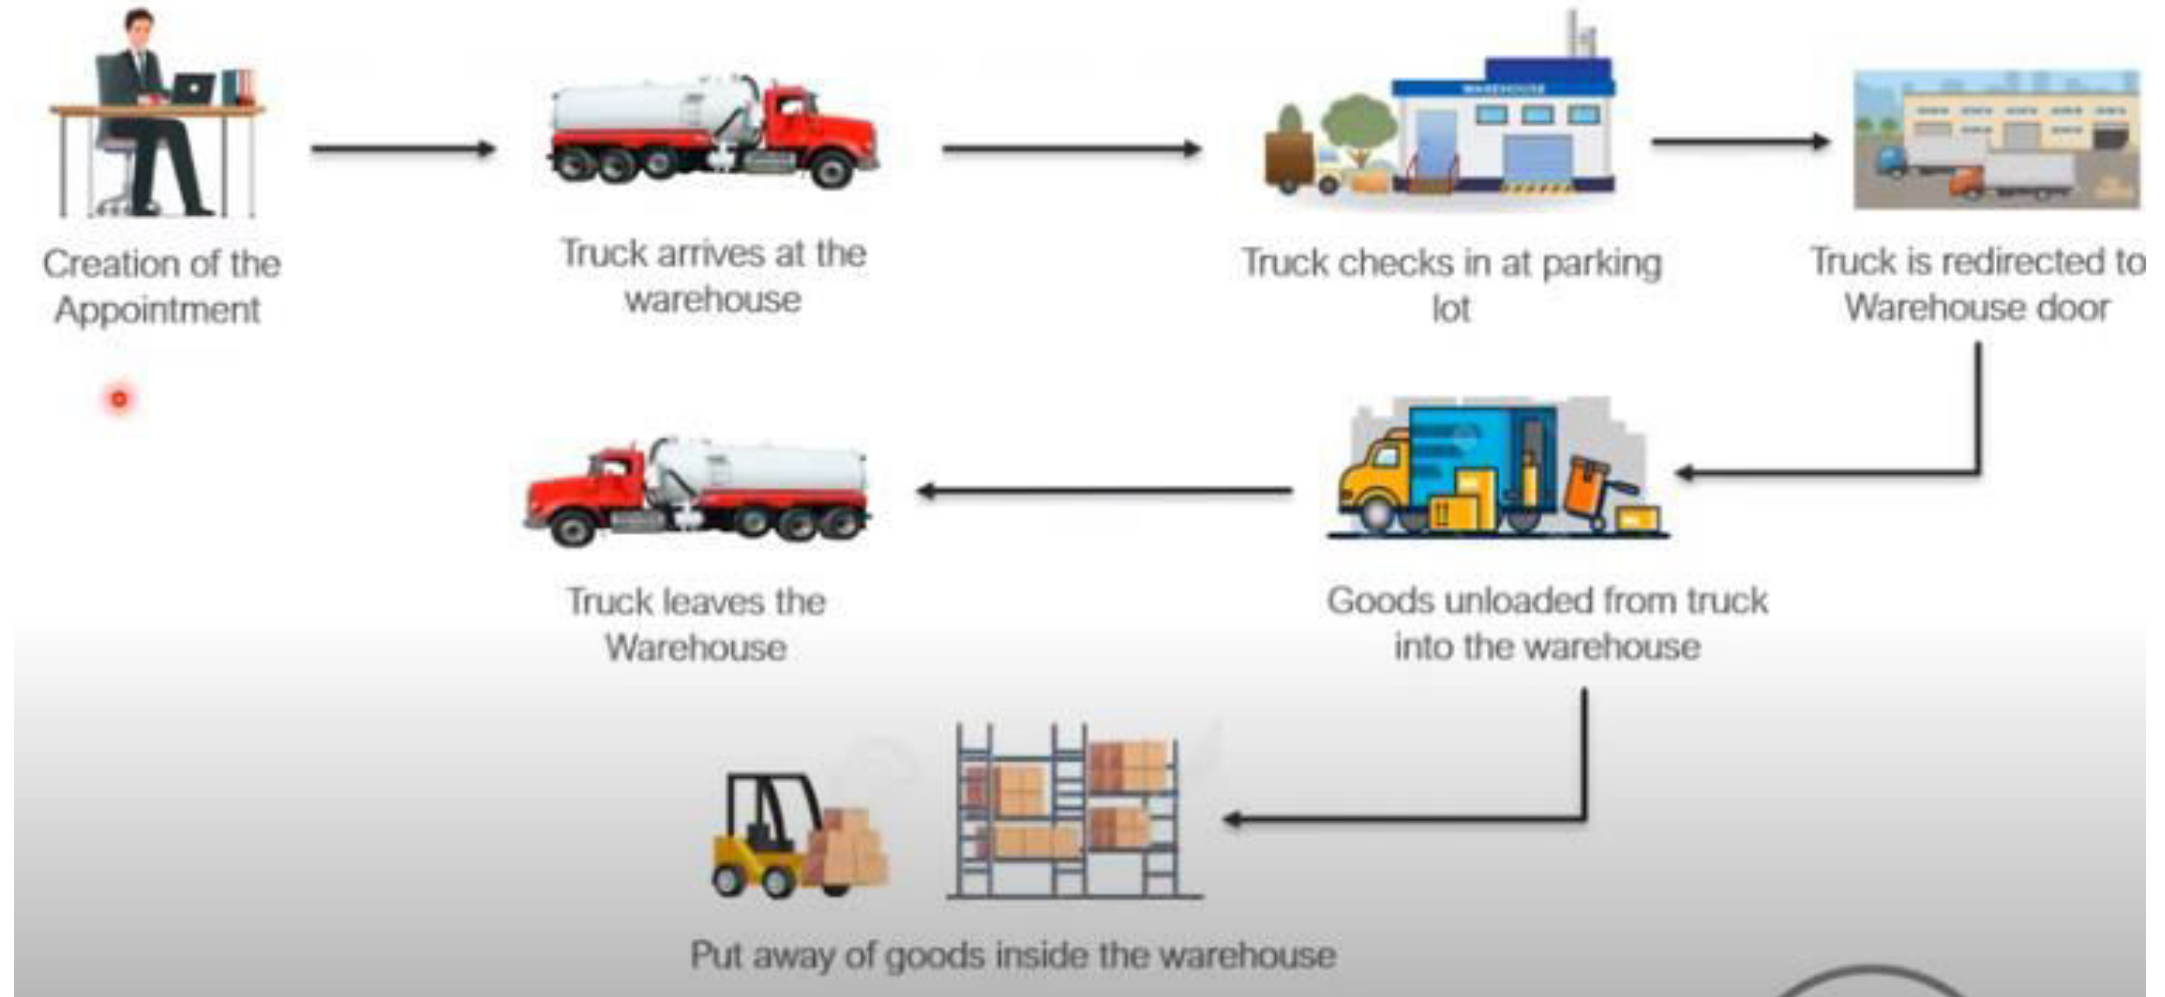 WAREHOUSE
Creation of the
Appointment
Truck arrives at the
warehouse
Truck checks in at parking
lot
Truck is redirected to
Warehouse door
Truck leaves the
Warehouse
Goods unloaded from truck
into the warehouse
Put away of goods inside the warehouse